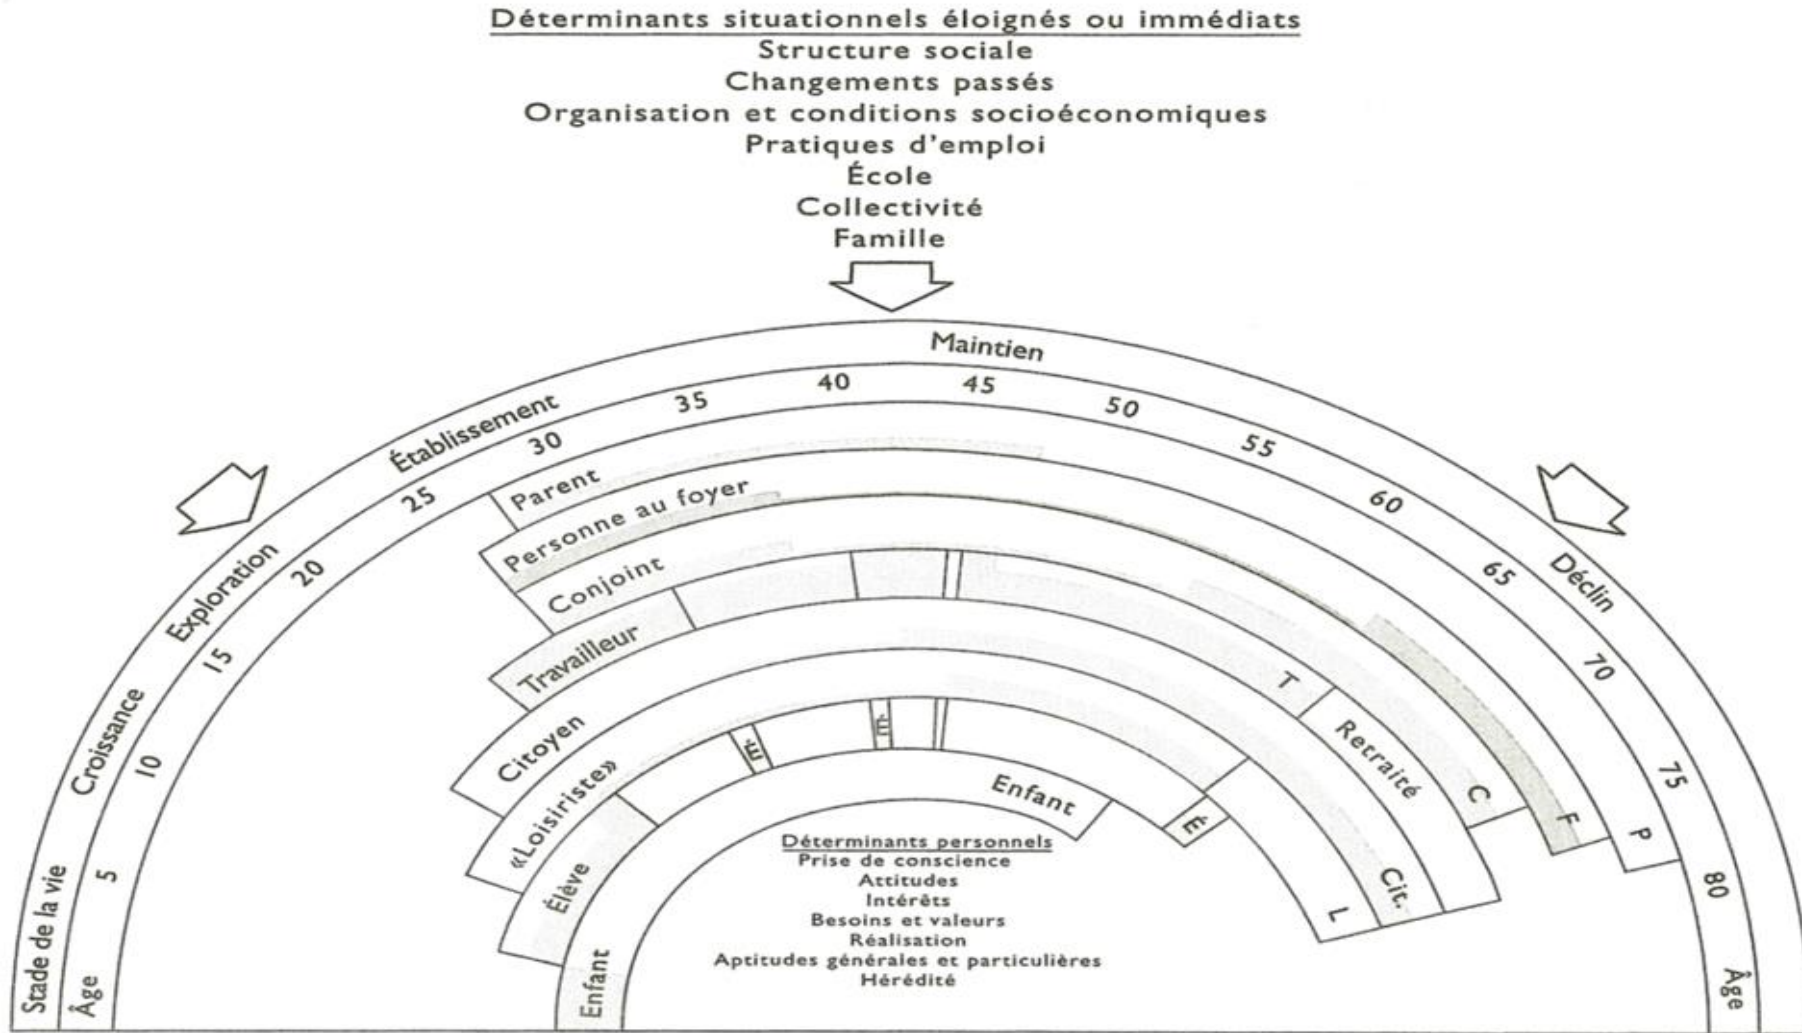 Déterminants situationnels éloignés ou immédiats
Structure sociale
Changements passés
Organisation et conditions socioéconomiques
Pratiques d'emploi
École
Collectivité
Famille
Stade de la vie
Croissance
Exploration
Établissement
Maintien
Déclin
Âge
5
10
15
20
25
30
35
40
45
50
55
60
65
70
75
80
Âge
Parent
P
Personne au foyer
F
Conjoint
C
Travailleur
T
Retraité
Citoyen
Cit.
«Loisiriste»
L
Élève
É
É
É
Enfant
Enfant
Déterminants personnels
Prise de conscience
Attitudes
Intérêts
Besoins et valeurs
Réalisation
Aptitudes générales et particulières
Hérédité